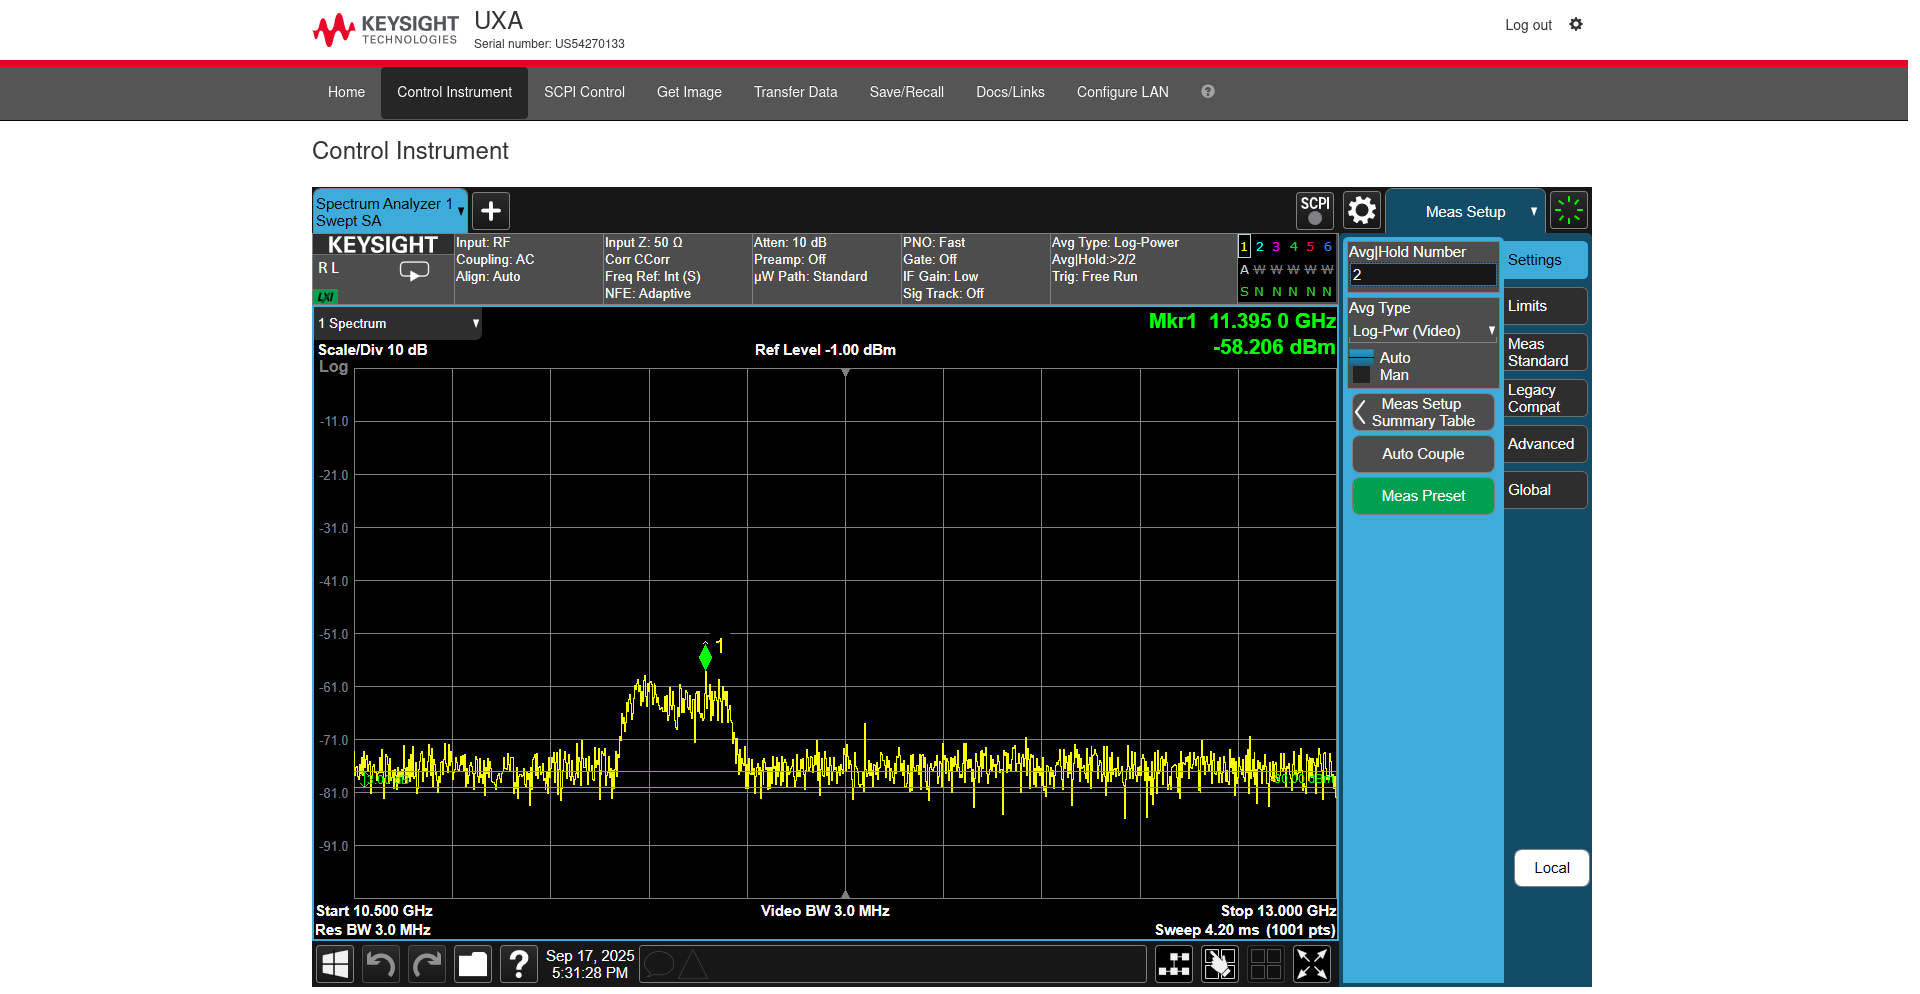 KEYSIGHT
TECHNOLOGIES
UXA
Serial number: US54270133
Log out
Home
Control Instrument
SCPI Control
Get Image
Transfer Data
Save/Recall
Docs/Links
Configure LAN
?
Control Instrument
Spectrum Analyzer 1
Swept SA
SCPI
Meas Setup
KEYSIGHT
R L
LXI
Input: RF
Coupling: AC
Align: Auto
Input Z: 50 Ω
Corr CCorr
Freq Ref: Int (S)
NFE: Adaptive
Atten: 10 dB
Preamp: Off
µW Path: Standard
PNO: Fast
Gate: Off
IF Gain: Low
Sig Track: Off
Avg Type: Log-Power
Avg|Hold:>2/2
Trig: Free Run
1 2 3 4 5 6
A W W W W W
S N N N N N
1 Spectrum
Scale/Div 10 dB
Log
Ref Level -1.00 dBm
Mkr1 11.395 0 GHz
-58.206 dBm
-11.0
-21.0
-31.0
-41.0
-51.0
-61.0
-71.0
-81.0
-91.0
1
Start 10.500 GHz
Res BW 3.0 MHz
Video BW 3.0 MHz
Stop 13.000 GHz
Sweep 4.20 ms (1001 pts)
Avg|Hold Number
2
Avg Type
Log-Pwr (Video)
Auto
Man
Meas Setup
Summary Table
Auto Couple
Meas Preset
Settings
Limits
Meas
Standard
Legacy
Compat
Advanced
Global
Local
?
Sep 17, 2025
5:31:28 PM